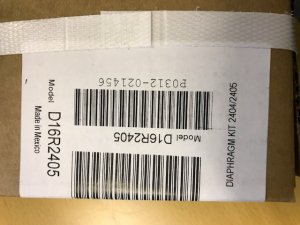 Model D16R2405
Made in Mexico
P0312-021456
Model D16R2405
DIAPHRAGM KIT 2404/2405